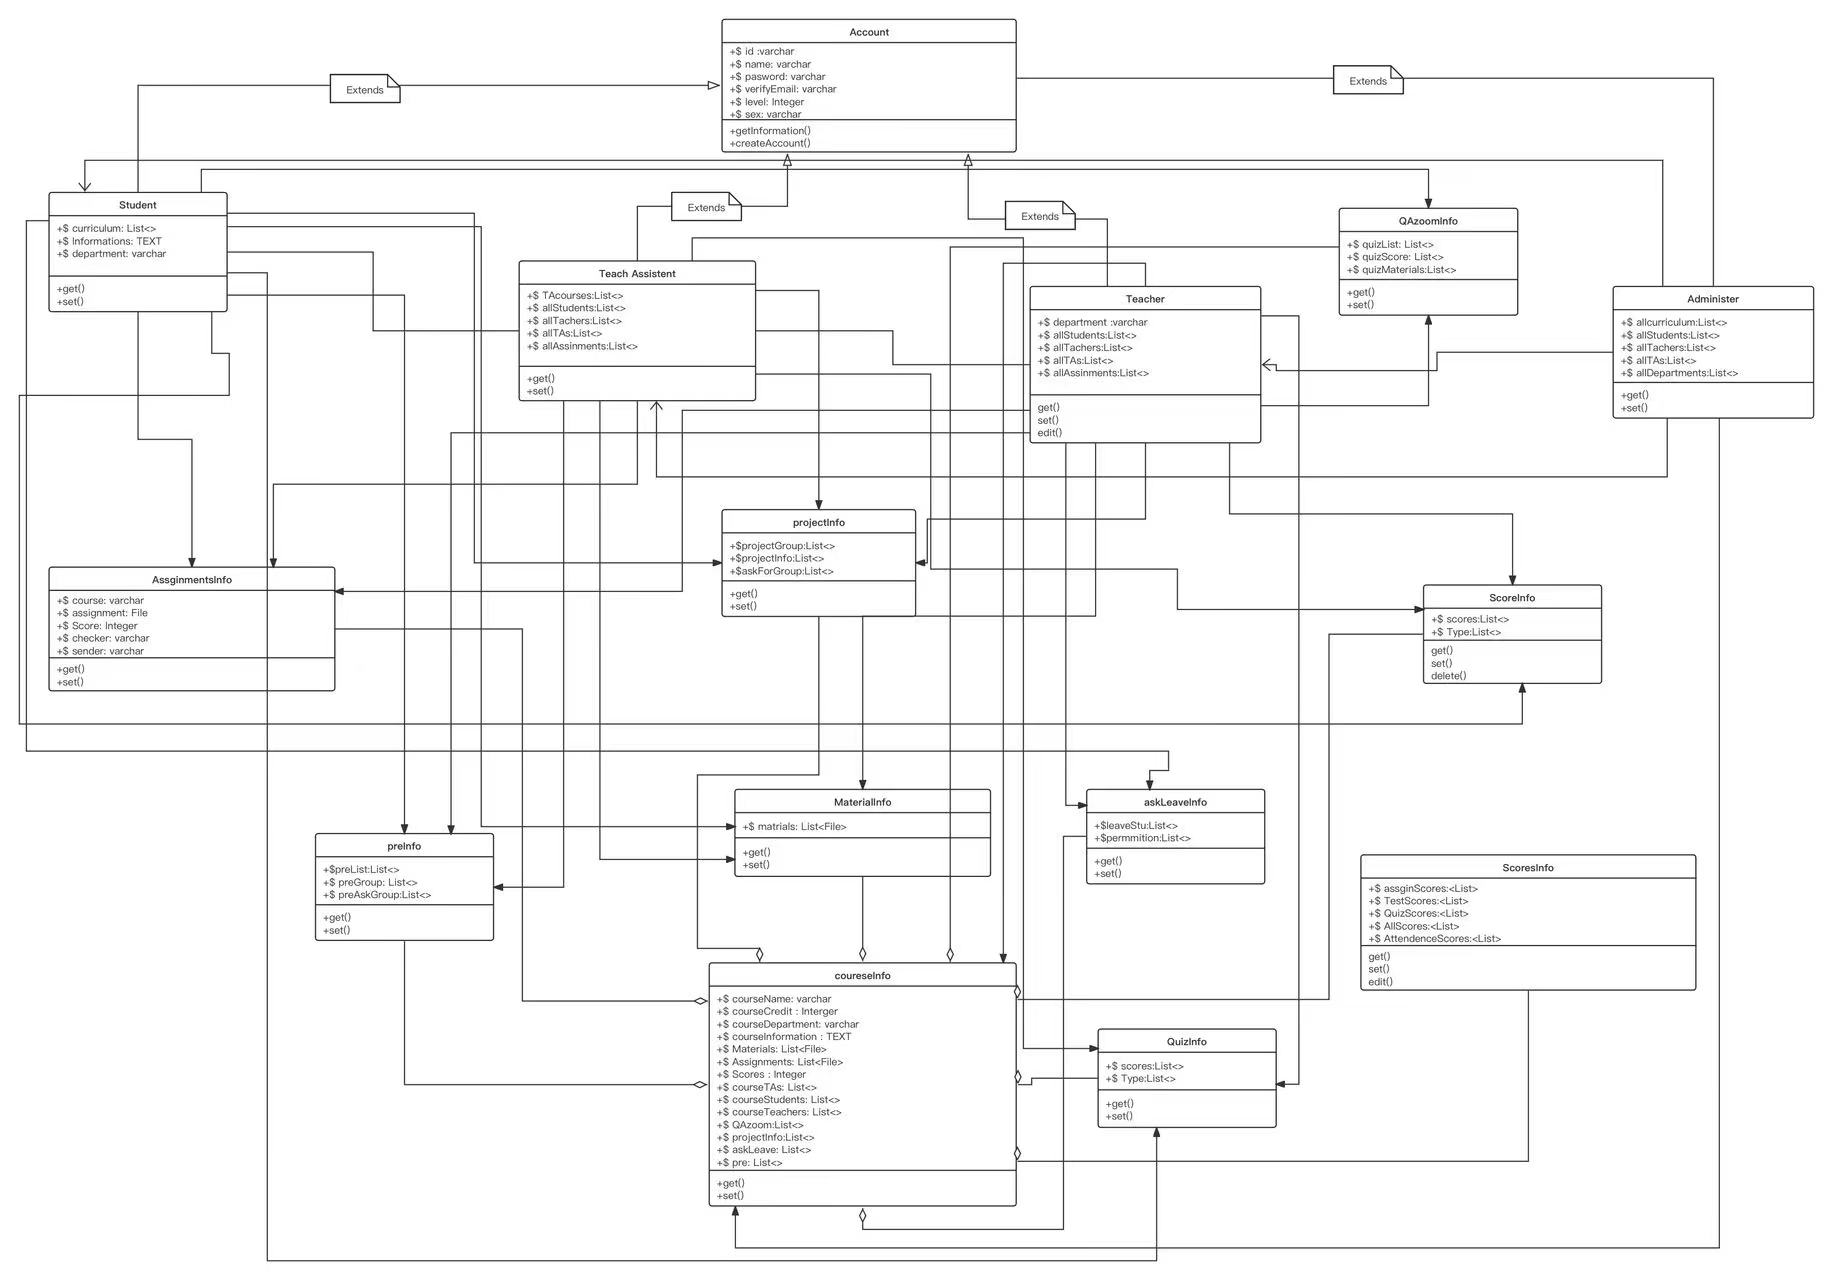 Account
+$ id :varchar
+$ name: varchar
+$ pasword: varchar
+$ verifyEmail: varchar
+$ level: Integer
+$ sex: varchar
+getInformation()
+createAccount()
Extends
Extends
Extends
Extends
Student
+$ curriculum: List<>
+$ Informations: TEXT
+$ department: varchar
+get()
+set()
QAzoomInfo
+$ quizList: List<>
+$ quizScore: List<>
+$ quizMaterials:List<>
+get()
+set()
Teach Assistent
+$ TAcourses:List<>
+$ allStudents:List<>
+$ allTachers:List<>
+$ allTAs:List<>
+$ allAssinments:List<>
+get()
+set()
Teacher
+$ department :varchar
+$ allStudents:List<>
+$ allTachers:List<>
+$ allTAs:List<>
+$ allAssinments:List<>
get()
set()
edit()
Administer
+$ allcurriculum:List<>
+$ allStudents:List<>
+$ allTachers:List<>
+$ allTAs:List<>
+$ allDepartments:List<>
+get()
+set()
projectInfo
+$projectGroup:List<>
+$projectInfo:List<>
+$askForGroup:List<>
+get()
+set()
AssginmentsInfo
+$ course: varchar
+$ assignment: File
+$ Score: Integer
+$ checker: varchar
+$ sender: varchar
+get()
+set()
ScoreInfo
+$ scores:List<>
+$ Type:List<>
get()
set()
delete()
MaterialInfo
+$ matrials: List<File>
+get()
+set()
askLeaveInfo
+$leaveStu:List<>
+$permmition:List<>
+get()
+set()
preInfo
+$preList:List<>
+$ preGroup: List<>
+$ preAskGroup:List<>
+get()
+set()
ScoresInfo
+$ assginScores:<List>
+$ TestScores:<List>
+$ QuizScores:<List>
+$ AllScores:<List>
+$ AttendenceScores:<List>
get()
set()
edit()
coureseInfo
+$ courseName: varchar
+$ courseCredit : Interger
+$ courseDepartment: varchar
+$ courseInformation : TEXT
+$ Materials: List<File>
+$ Assignments: List<File>
+$ Scores : Integer
+$ courseTAs: List<>
+$ courseStudents: List<>
+$ courseTeachers: List<>
+$ QAzoom:List<>
+$ projectInfo:List<>
+$ askLeave: List<>
+$ pre: List<>
+get()
+set()
QuizInfo
+$ scores:List<>
+$ Type:List<>
+get()
+set()